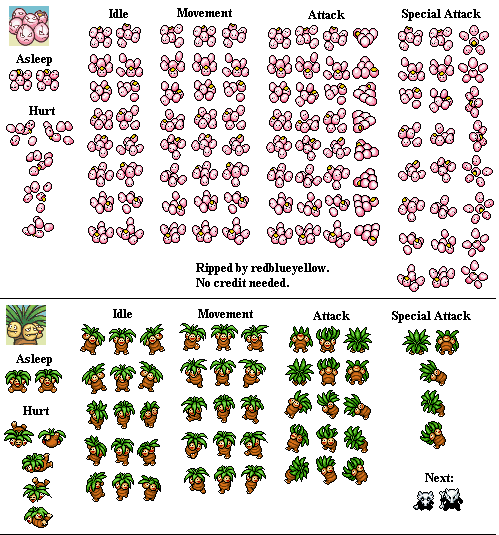 Idle Movement Attack Special Attack
Asleep
Hurt
Ripped by redblueyellow.
No credit needed.
Idle Movement Attack Special Attack
Asleep
Hurt
Next: